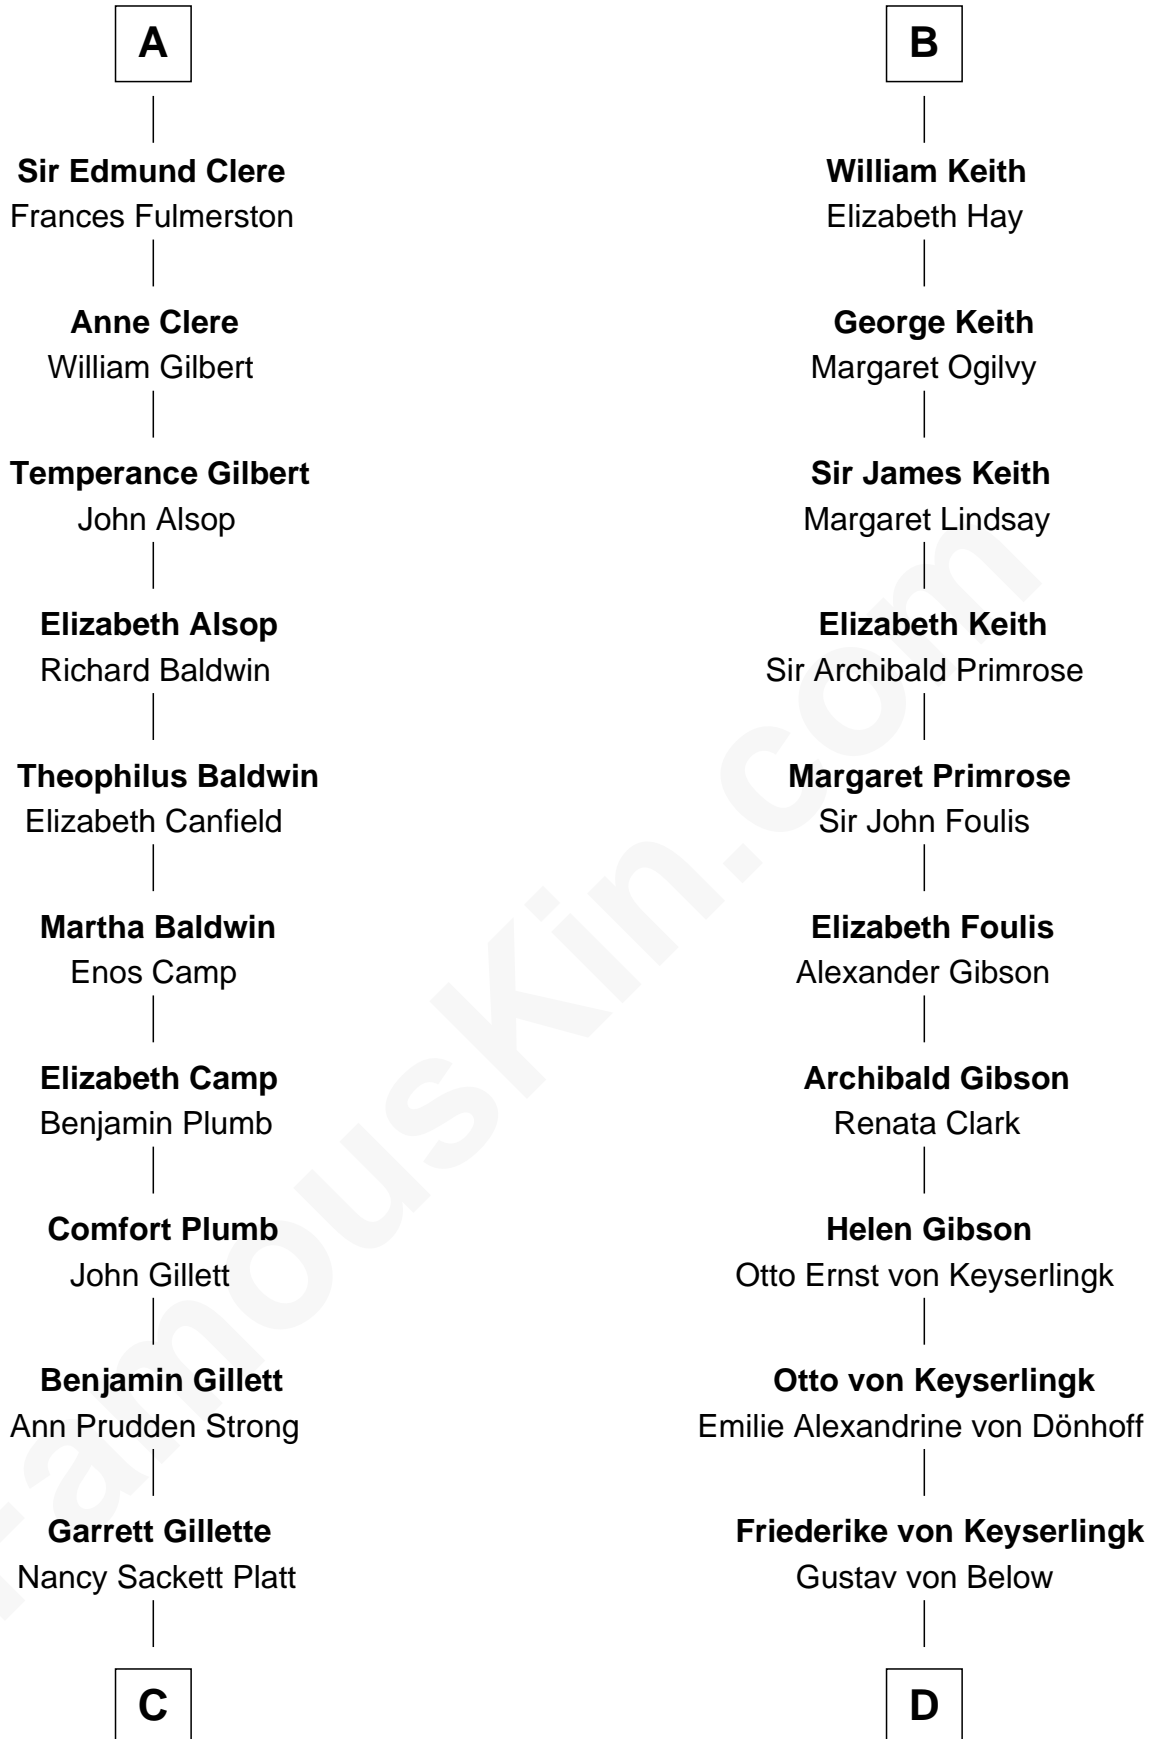 A
Sir Edmund Clere
Frances Fulmerston
Anne Clere
William Gilbert
Temperance Gilbert
John Alsop
Elizabeth Alsop
Richard Baldwin
Theophilus Baldwin
Elizabeth Canfield
Martha Baldwin
Enos Camp
Elizabeth Camp
Benjamin Plumb
Comfort Plumb
John Gillett
Benjamin Gillett
Ann Prudden Strong
Garrett Gillette
Nancy Sackett Platt
C
B
William Keith
Elizabeth Hay
George Keith
Margaret Ogilvy
Sir James Keith
Margaret Lindsay
Elizabeth Keith
Sir Archibald Primrose
Margaret Primrose
Sir John Foulis
Elizabeth Foulis
Alexander Gibson
Archibald Gibson
Renata Clark
Helen Gibson
Otto Ernst von Keyserlingk
Otto von Keyserlingk
Emilie Alexandrine von Dönhoff
Friederike von Keyserlingk
Gustav von Below
D
FamousKin.com